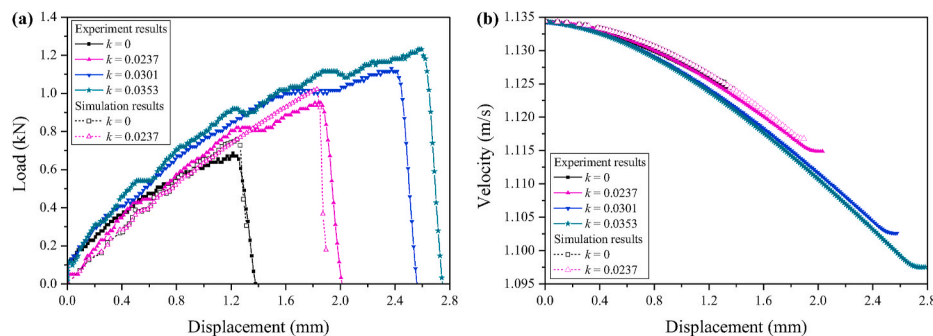 (a)
Experiment results
k = 0
k = 0.0237
k = 0.0301
k = 0.0353
Simulation results
k = 0
k = 0.0237
Load (kN)
1.4
1.2
1.0
0.8
0.6
0.4
0.2
0.0
0.0 0.4 0.8 1.2 1.6 2.0 2.4 2.8
Displacement (mm)
(b)
Velocity (m/s)
1.135
1.130
1.125
1.120
1.115
1.110
1.105
1.100
1.095
Experiment results
k = 0
k = 0.0237
k = 0.0301
k = 0.0353
Simulation results
k = 0
k = 0.0237
0.0 0.4 0.8 1.2 1.6 2.0 2.4 2.8
Displacement (mm)